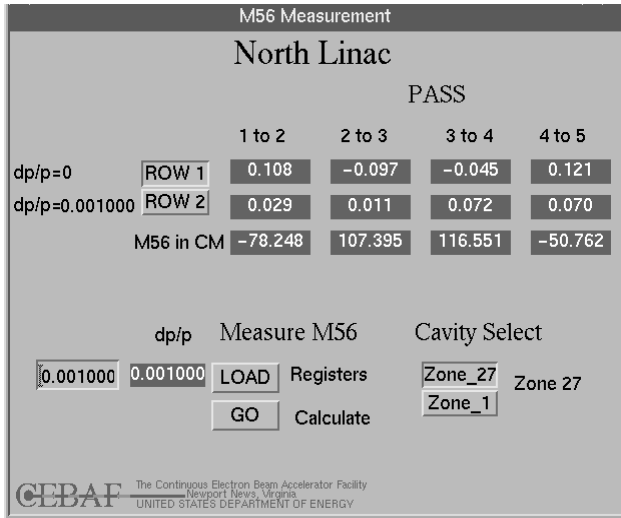 M56 Measurement
North Linac
PASS
1 to 2 2 to 3 3 to 4 4 to 5
dp/p=0 ROW 1 0.108 −0.097 −0.045 0.121
dp/p=0.001000 ROW 2 0.029 0.011 0.072 0.070
M56 in CM −78.248 107.395 116.551 −50.762
dp/p Measure M56 Cavity Select
0.001000 0.001000 LOAD Registers Zone_27 Zone 27
GO Calculate Zone_1
CEBAF The Continuous Electron Beam Accelerator Facility
Newport News, Virginia
UNITED STATES DEPARTMENT OF ENERGY